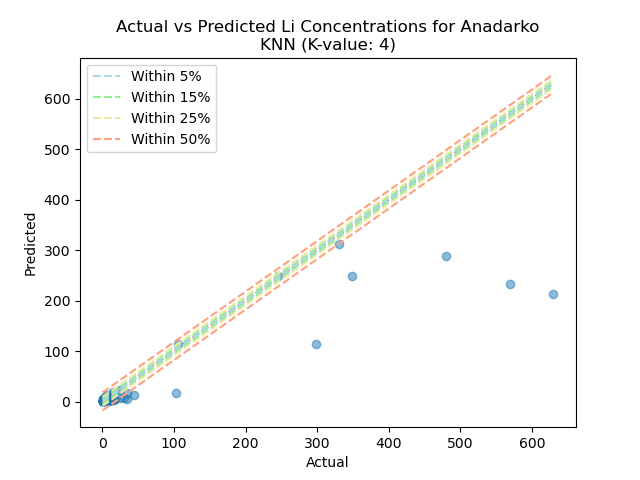 Actual vs Predicted Li Concentrations for Anadarko
KNN (K-value: 4)
Within 5%
Within 15%
Within 25%
Within 50%
600
500
400
300
200
100
0
Predicted
0 100 200 300 400 500 600
Actual